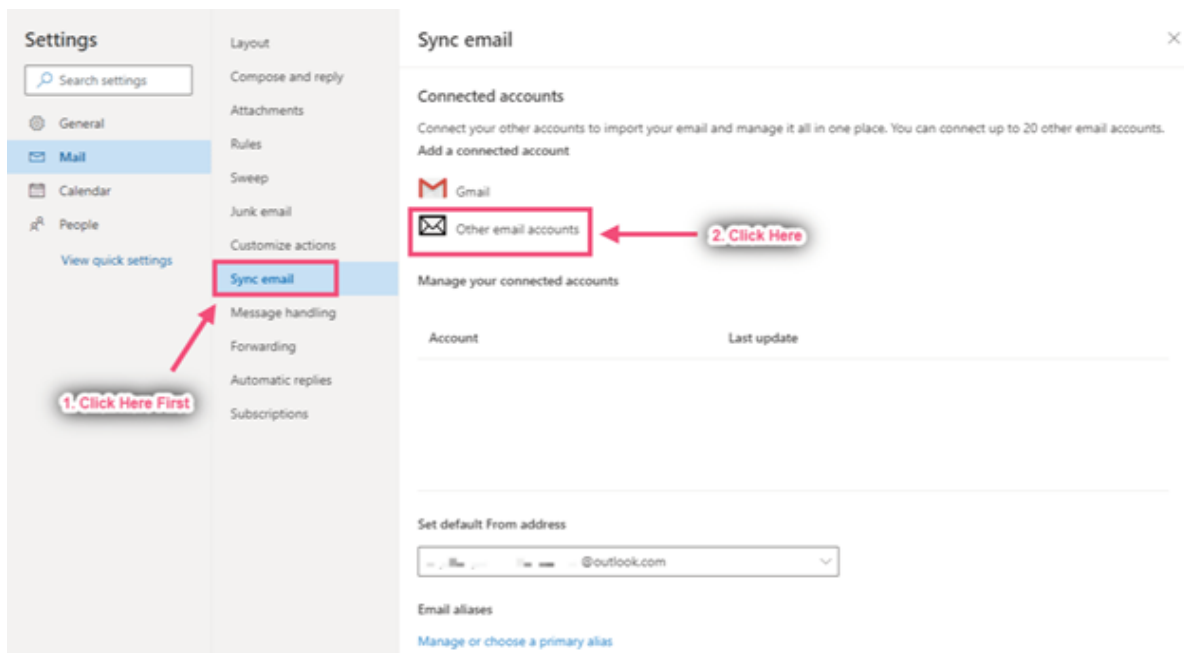 Settings
Search settings
General
Mail
Calendar
People
View quick settings
Layout
Compose and reply
Attachments
Rules
Sweep
Junk email
Customize actions
Sync email
Message handling
Forwarding
Automatic replies
Subscriptions
1. Click Here First
Sync email
Connected accounts
Connect your other accounts to import your email and manage it all in one place. You can connect up to 20 other email accounts.
Add a connected account
Gmail
Other email accounts
2. Click Here
Manage your connected accounts
Account Last update
Set default From address
@outlook.com
Email aliases
Manage or choose a primary alias